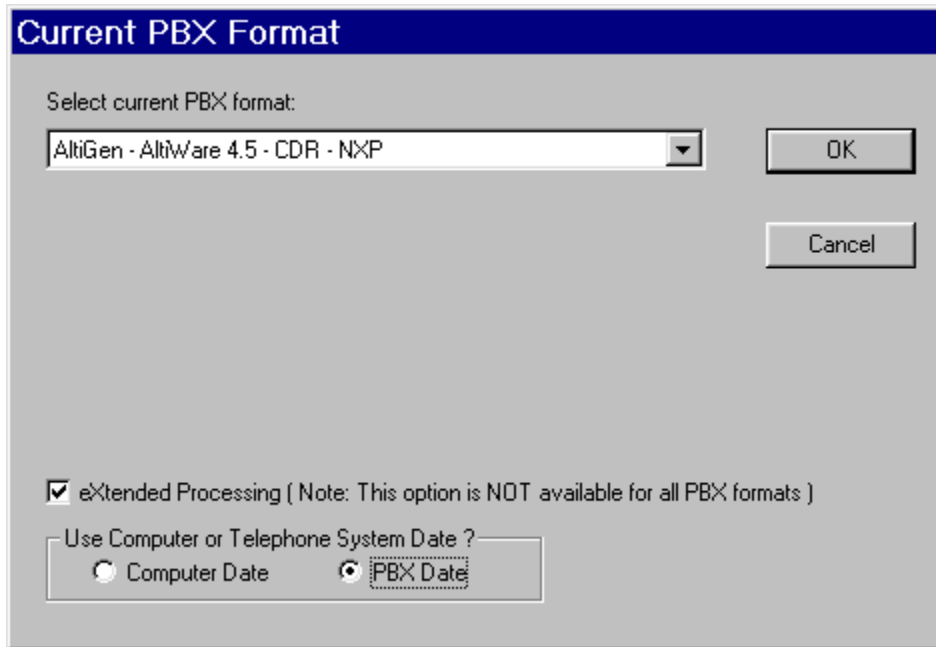 Current PBX Format
Select current PBX format:
AltiGen - AltiWare 4.5 - CDR - NXP
OK
Cancel
eXtended Processing ( Note: This option is NOT available for all PBX formats )
Use Computer or Telephone System Date ?
Computer Date PBX Date